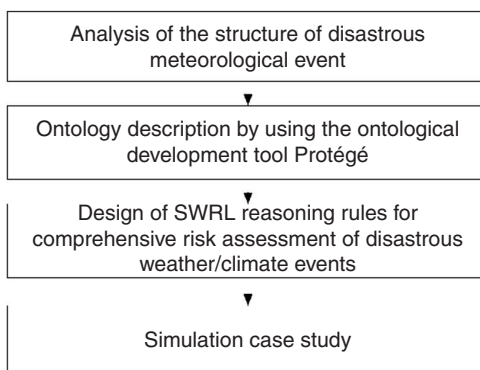 Analysis of the structure of disastrous
meteorological event
Ontology description by using the ontological
development tool Protégé
Design of SWRL reasoning rules for
comprehensive risk assessment of disastrous
weather/climate events
Simulation case study